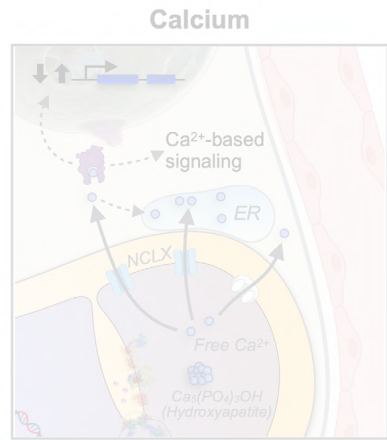 Calcium
Ca²⁺-based
signaling
ER
NCLX
Free Ca²⁺
Ca₅(PO₄)₃OH
(Hydroxyapatite)